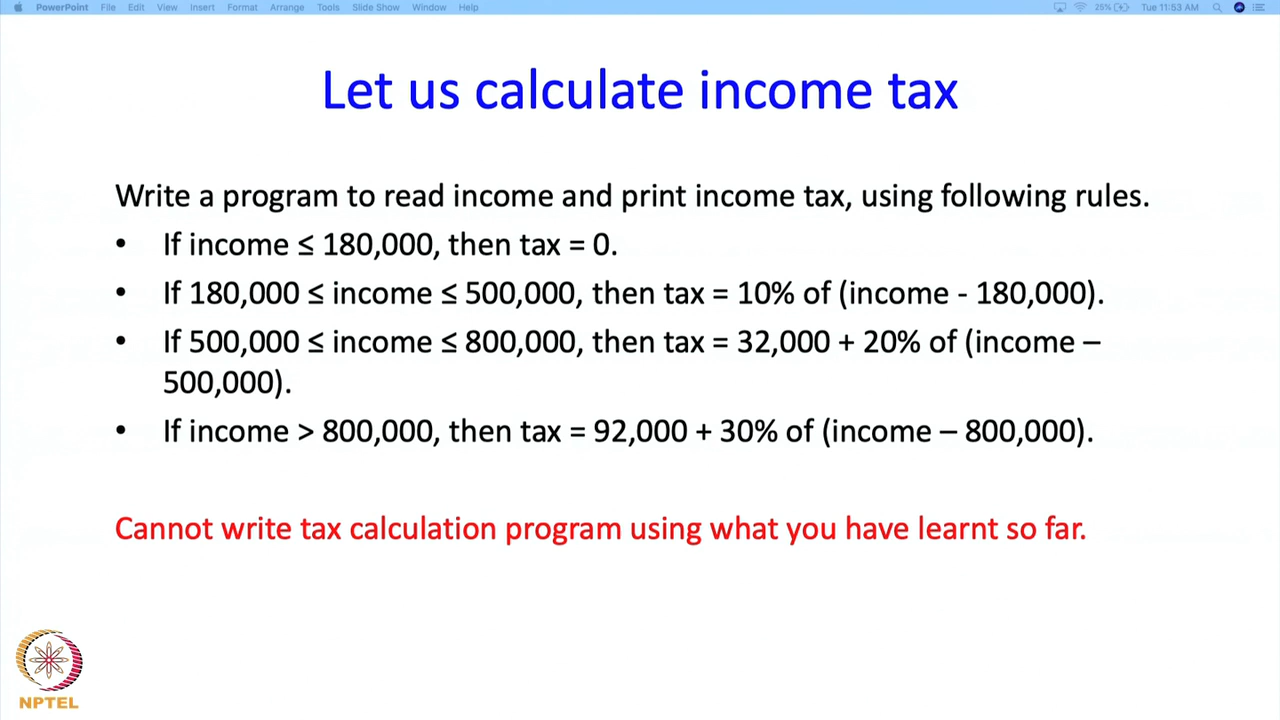 PowerPoint File Edit View Insert Format Arrange Tools Slide Show Window Help 25% Tue 11:53 AM
Let us calculate income tax
Write a program to read income and print income tax, using following rules.
• If income ≤ 180,000, then tax = 0.
• If 180,000 ≤ income ≤ 500,000, then tax = 10% of (income - 180,000).
• If 500,000 ≤ income ≤ 800,000, then tax = 32,000 + 20% of (income –
500,000).
• If income > 800,000, then tax = 92,000 + 30% of (income – 800,000).
Cannot write tax calculation program using what you have learnt so far.
NPTEL